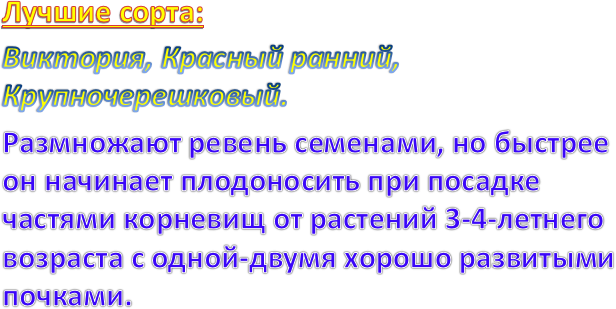 Лучшие сорта:
Виктория, Красный ранний,
Крупночерешковый.
Размножают ревень семенами, но быстрее
он начинает плодоносить при посадке
частями корневищ от растений 3-4-летнего
возраста с одной-двумя хорошо развитыми
почками.